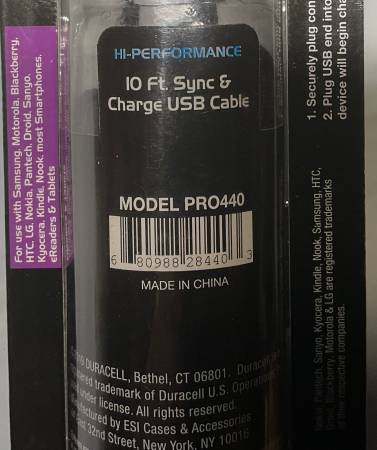 For use with Samsung, Motorola, Blackberry,
HTC, LG, Nokia, Pantech, Droid, Sanyo,
Kyocera, Kindle, Nook, most Smartphones,
eReaders & Tablets
HI-PERFORMANCE
10 Ft. Sync &
Charge USB Cable
MODEL PRO440
6 80988 28440 3
MADE IN CHINA
DURACELL, Bethel, CT 06801. Duracell
trademark of Duracell U.S.
under license. All rights reserved.
by ESI Cases & Accessories
32nd Street, New York, NY 10016
1. Securely plug
2. Plug USB end into
device will begin
Pantech, Sanyo, Kyocera, Kindle, Nook, Samsung, HTC,
Blackberry, Motorola & LG are registered trademarks
of their respective companies.